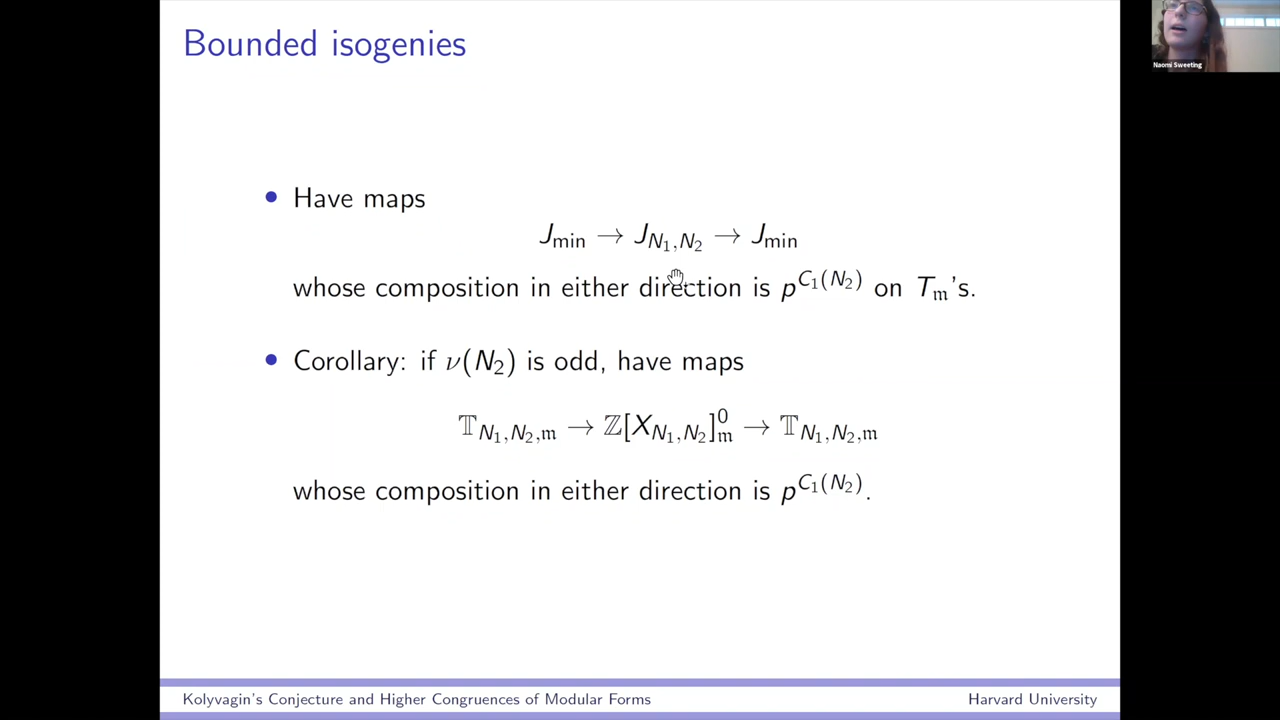 Bounded isogenies
Naomi Sweeting
• Have maps
J_min → J_{N_1,N_2} → J_min
whose composition in either direction is p^{C_1(N_2)} on T_𝔪's.
• Corollary: if ν(N_2) is odd, have maps
𝕋_{N_1,N_2,𝔪} → ℤ[X_{N_1,N_2}]^0_𝔪 → 𝕋_{N_1,N_2,𝔪}
whose composition in either direction is p^{C_1(N_2)}.
Kolyvagin's Conjecture and Higher Congruences of Modular Forms
Harvard University